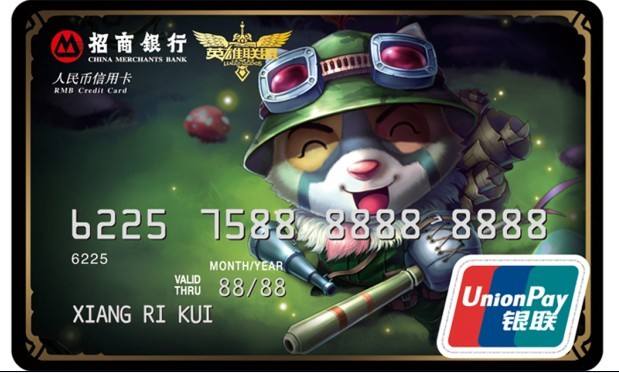 招商銀行
CHINA MERCHANTS BANK
英雄联盟
人民币信用卡
RMB Credit Card
6225 7588 8888 8888
6225
MONTH/YEAR
VALID THRU 88/88
XIANG RI KUI
UnionPay
银联